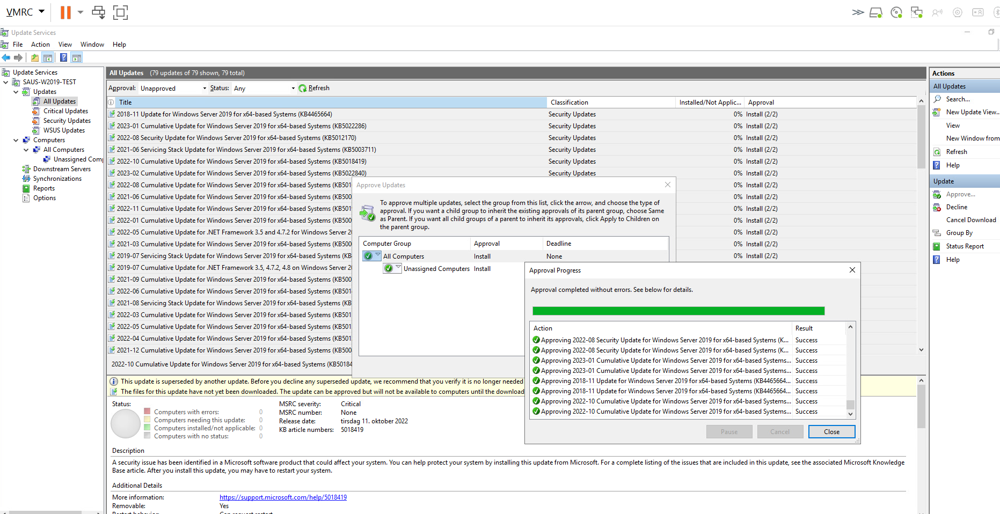 VMRC
Update Services
File Action View Window Help
Update Services
SAUS-W2019-TEST
Updates
All Updates
Critical Updates
Security Updates
WSUS Updates
Computers
All Computers
Unassigned Comp
Downstream Servers
Synchronizations
Reports
Options
All Updates (79 updates of 79 shown, 79 total)
Approval: Unapproved Status: Any Refresh
Title Classification Installed/Not Applic... Approval
2018-11 Update for Windows Server 2019 for x64-based Systems (KB4465664) Security Updates 0% Install (2/2)
2023-01 Cumulative Update for Windows Server 2019 for x64-based Systems (KB5022286) Security Updates 0% Install (2/2)
2022-08 Security Update for Windows Server 2019 for x64-based Systems (KB5012170) Security Updates 0% Install (2/2)
2021-06 Servicing Stack Update for Windows Server 2019 for x64-based Systems (KB5003711) Security Updates 0% Install (2/2)
2022-10 Cumulative Update for Windows Server 2019 for x64-based Systems (KB5018419) Security Updates 0% Install (2/2)
2023-02 Cumulative Update for Windows Server 2019 for x64-based Systems (KB5022840) Security Updates 0% Install (2/2)
2022-08 Cumulative Update for Windows Server 2019 for x64-based Systems (KB501 0% Install (2/2)
2021-06 Cumulative Update for Windows Server 2019 for x64-based Systems (KB500 0% Install (2/2)
2022-11 Cumulative Update for Windows Server 2019 for x64-based Systems (KB501 0% Install (2/2)
2022-01 Cumulative Update for Windows Server 2019 for x64-based Systems (KB500 0% Install (2/2)
2022-05 Cumulative Update for .NET Framework 3.5 and 4.7.2 for Windows Server 2 0% Install (2/2)
2021-03 Cumulative Update for Windows Server 2019 for x64-based Systems (KB500 0% Install (2/2)
2019-07 Servicing Stack Update for Windows Server 2019 for x64-based Systems (KB 0% Install (2/2)
2019-07 Cumulative Update for .NET Framework 3.5, 4.7.2, 4.8 on Windows Server 2
2021-09 Cumulative Update for Windows Server 2019 for x64-based Systems (KB500
2022-06 Cumulative Update for Windows Server 2019 for x64-based Systems (KB501
2021-08 Servicing Stack Update for Windows Server 2019 for x64-based Systems (KB
2022-03 Cumulative Update for Windows Server 2019 for x64-based Systems (KB501
2022-05 Cumulative Update for Windows Server 2019 for x64-based Systems (KB501
2022-04 Cumulative Update for Windows Server 2019 for x64-based Systems (KB501
2021-12 Cumulative Update for Windows Server 2019 for x64-based Systems (KB500
2022-10 Cumulative Update for Windows Server 2019 for x64-based Systems (KB50184
This update is superseded by another update. Before you decline any superseded update, we recommend that you verify it is no longer needed
The files for this update have not yet been downloaded. The update can be approved but will not be available to computers until the download
Status:
Computers with errors: 0
Computers needing this update: 0
Computers installed/not applicable: 0
Computers with no status: 0
MSRC severity: Critical
MSRC number: None
Release date: tirsdag 11. oktober 2022
KB article numbers: 5018419
Description
A security issue has been identified in a Microsoft software product that could affect your system. You can help protect your system by installing this update from Microsoft. For a complete listing of the issues that are included in this update, see the associated Microsoft Knowledge
Base article. After you install this update, you may have to restart your system.
Additional Details
More information: https://support.microsoft.com/help/5018419
Removable: Yes
Restart behavior: Can request restart
Approve Updates
To approve multiple updates, select the group from this list, click the arrow, and choose the type of
approval. If you want a child group to inherit the existing approvals of its parent group, choose Same
as Parent. If you want all child groups of a parent to inherit its approvals, click Apply to Children on
the parent group.
Computer Group Approval Deadline
All Computers Install None
Unassigned Computers Install
Approval Progress
Approval completed without errors. See below for details.
Action Result
Approving 2022-08 Security Update for Windows Server 2019 for x64-based Systems (K... Success
Approving 2022-08 Security Update for Windows Server 2019 for x64-based Systems (K... Success
Approving 2023-01 Cumulative Update for Windows Server 2019 for x64-based Systems... Success
Approving 2023-01 Cumulative Update for Windows Server 2019 for x64-based Systems... Success
Approving 2018-11 Update for Windows Server 2019 for x64-based Systems (KB4465664... Success
Approving 2018-11 Update for Windows Server 2019 for x64-based Systems (KB4465664... Success
Approving 2022-10 Cumulative Update for Windows Server 2019 for x64-based Systems... Success
Approving 2022-10 Cumulative Update for Windows Server 2019 for x64-based Systems... Success
Pause Cancel Close
Actions
All Updates
Search...
New Update View...
View
New Window from
Refresh
Help
Update
Approve...
Decline
Cancel Download
Group By
Status Report
Help